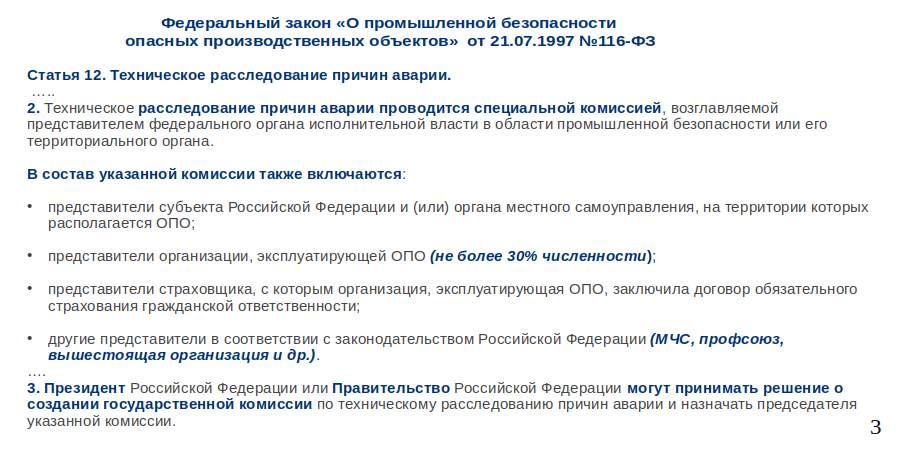 Федеральный закон «О промышленной безопасности
опасных производственных объектов»  от 21.07.1997 №116-ФЗ
Статья 12. Техническое расследование причин аварии.
…..
2. Техническое расследование причин аварии проводится специальной комиссией, возглавляемой
представителем федерального органа исполнительной власти в области промышленной безопасности или его
территориального органа.
В состав указанной комиссии также включаются:
• представители субъекта Российской Федерации и (или) органа местного самоуправления, на территории которых
располагается ОПО;
• представители организации, эксплуатирующей ОПО (не более 30% численности);
• представители страховщика, с которым организация, эксплуатирующая ОПО, заключила договор обязательного
страхования гражданской ответственности;
• другие представители в соответствии с законодательством Российской Федерации (МЧС, профсоюз,
вышестоящая организация и др.).
….
3. Президент Российской Федерации или Правительство Российской Федерации могут принимать решение о
создании государственной комиссии по техническому расследованию причин аварии и назначать председателя
указанной комиссии.
3